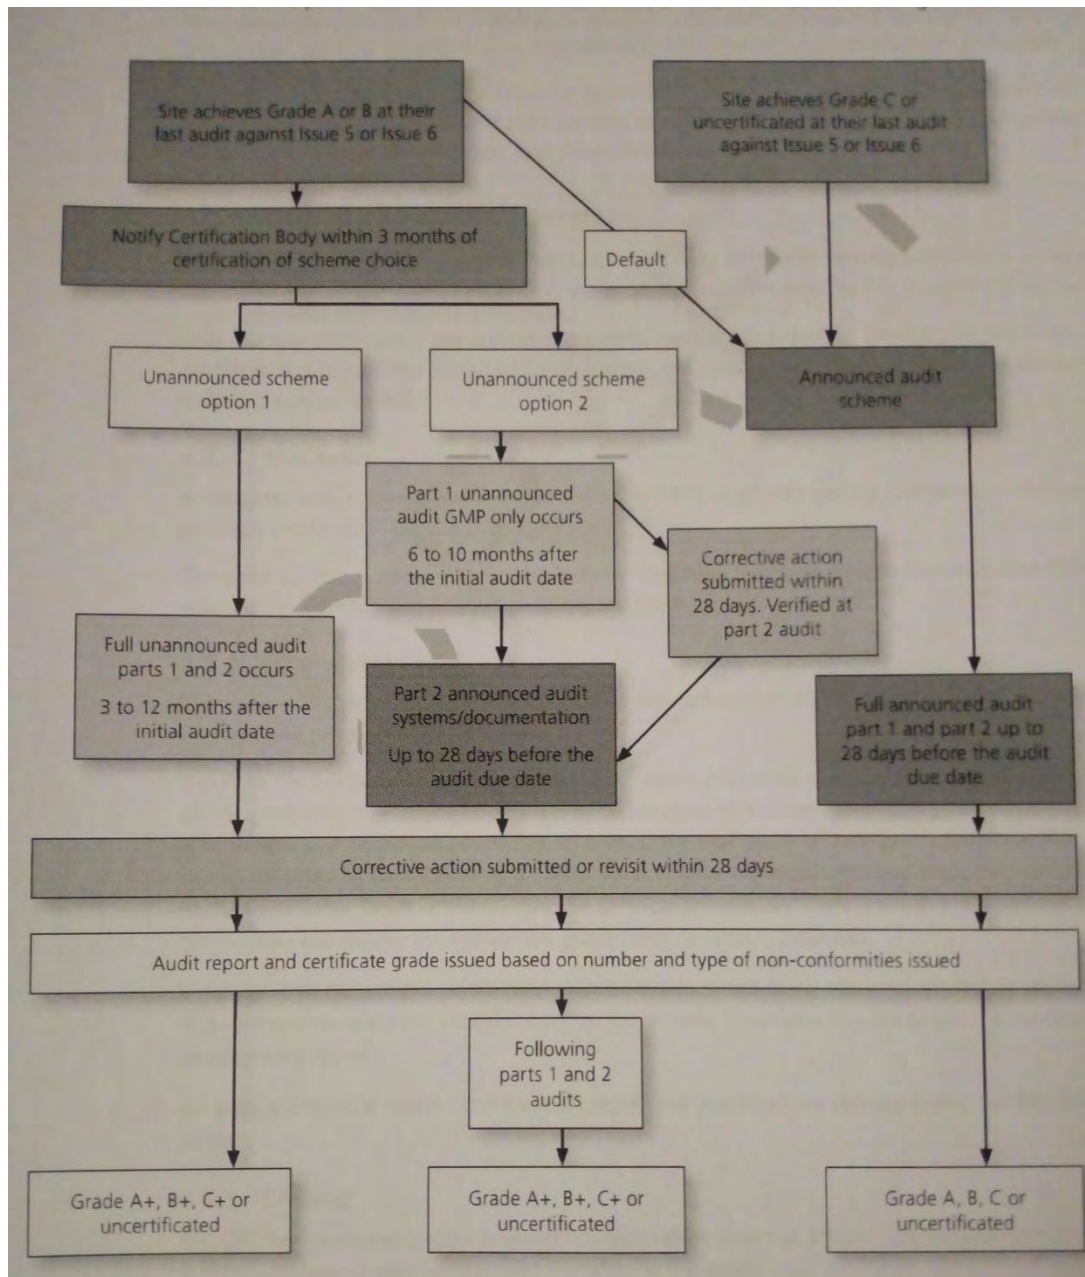 Site achieves Grade A or B at their
last audit against Issue 5 or Issue 6
Site achieves Grade C or
uncertificated at their last audit
against Issue 5 or Issue 6
Notify Certification Body within 3 months of
certification of scheme choice
Default
Unannounced scheme
option 1
Unannounced scheme
option 2
Announced audit
scheme
Part 1 unannounced
audit GMP only occurs
6 to 10 months after
the initial audit date
Corrective action
submitted within
28 days. Verified at
part 2 audit
Full unannounced audit
parts 1 and 2 occurs
3 to 12 months after the
initial audit date
Part 2 announced audit
systems/documentation
Up to 28 days before the
audit due date
Full announced audit
part 1 and part 2 up to
28 days before the audit
due date
Corrective action submitted or revisit within 28 days
Audit report and certificate grade issued based on number and type of non-conformities issued
Following
parts 1 and 2
audits
Grade A+, B+, C+ or
uncertificated
Grade A+, B+, C+ or
uncertificated
Grade A, B, C or
uncertificated